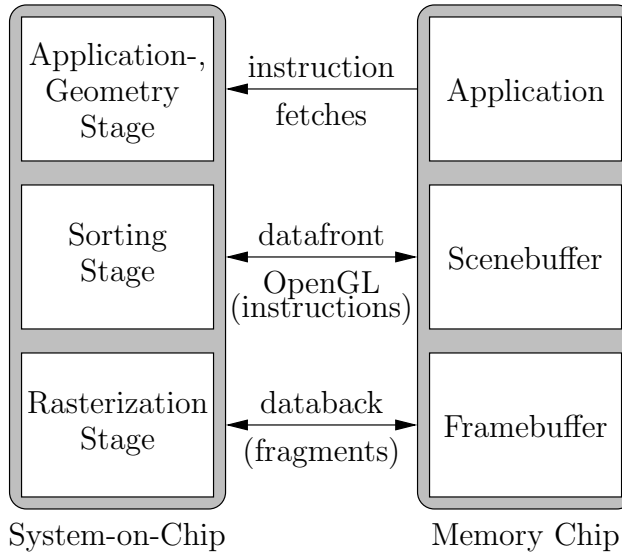 Application-,
Geometry
Stage
instruction
fetches
Application
Sorting
Stage
datafront
OpenGL
(instructions)
Scenebuffer
Rasterization
Stage
databack
(fragments)
Framebuffer
System-on-Chip
Memory Chip